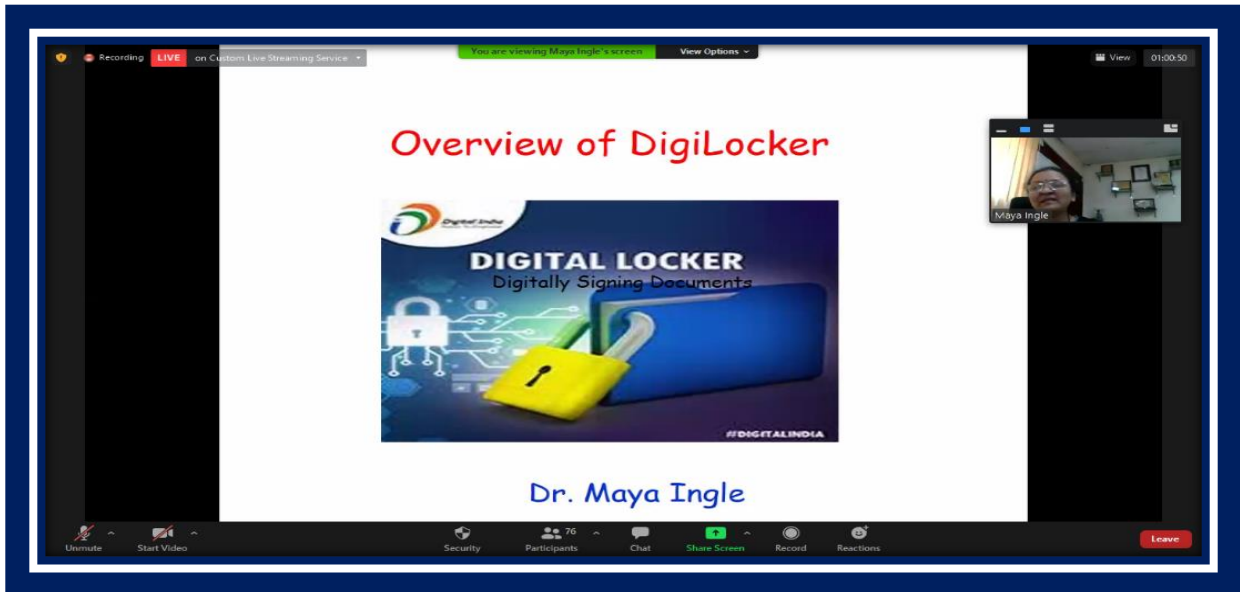 Recording LIVE on Custom Live Streaming Service
You are viewing Maya Ingle's screen View Options
View 01:00:50
Overview of DigiLocker
Maya Ingle
Digital India
DIGITAL LOCKER
Digitally Signing Documents
#DIGITALINDIA
Dr. Maya Ingle
Unmute Start Video Security Participants 76 Chat Share Screen Record Reactions Leave